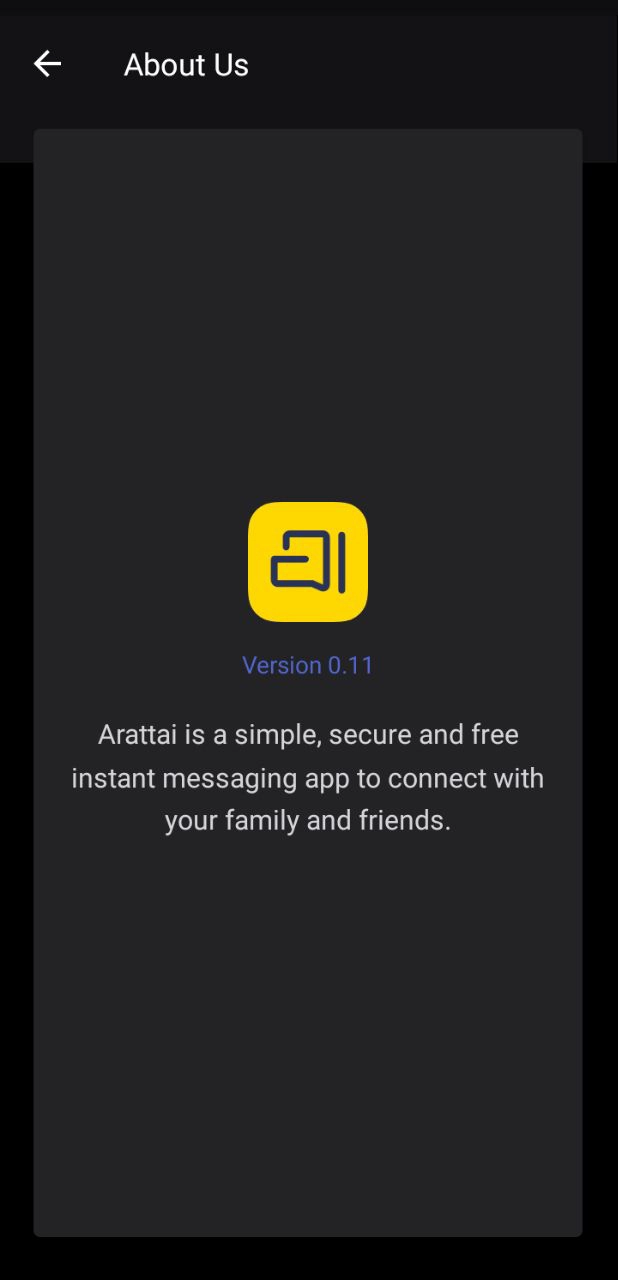 About Us
Version 0.11
Arattai is a simple, secure and free
instant messaging app to connect with
your family and friends.